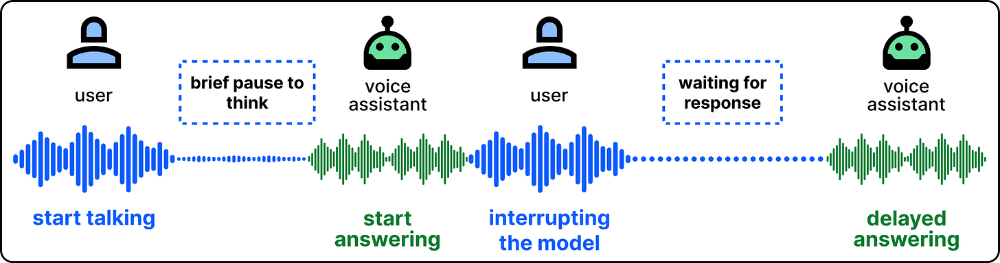 user
brief pause to
think
voice
assistant
user
waiting for
response
voice
assistant
start talking
start
answering
interrupting
the model
delayed
answering